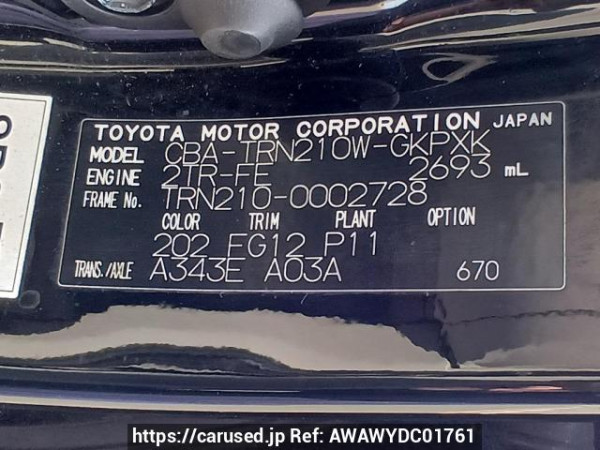 TOYOTA MOTOR CORPORATION JAPAN
MODEL CBA-TRN210W-GKPXK
ENGINE 2TR-FE 2693 mL
FRAME No. TRN210-0002728
COLOR TRIM PLANT OPTION
202 FG12 P11
TRANS./AXLE A343E A03A 670
https://carused.jp Ref: AWAWYDC01761